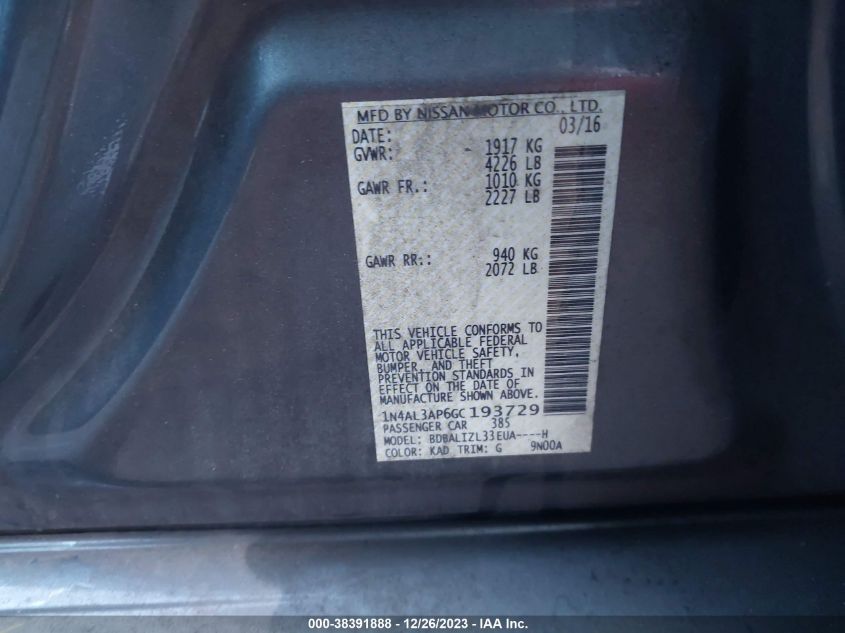 MFD BY NISSAN MOTOR CO., LTD.
DATE: 03/16
GVWR: 1917 KG
4226 LB
GAWR FR.: 1010 KG
2227 LB
GAWR RR.: 940 KG
2072 LB
THIS VEHICLE CONFORMS TO
ALL APPLICABLE FEDERAL
MOTOR VEHICLE SAFETY,
BUMPER, AND THEFT
PREVENTION STANDARDS IN
EFFECT ON THE DATE OF
MANUFACTURE SHOWN ABOVE.
1N4AL3AP6GC193729
PASSENGER CAR 385
MODEL: BDBALIZL33EUA----H
COLOR: KAD TRIM: G 9N00A
000-38391888 - 12/26/2023 - IAA Inc.